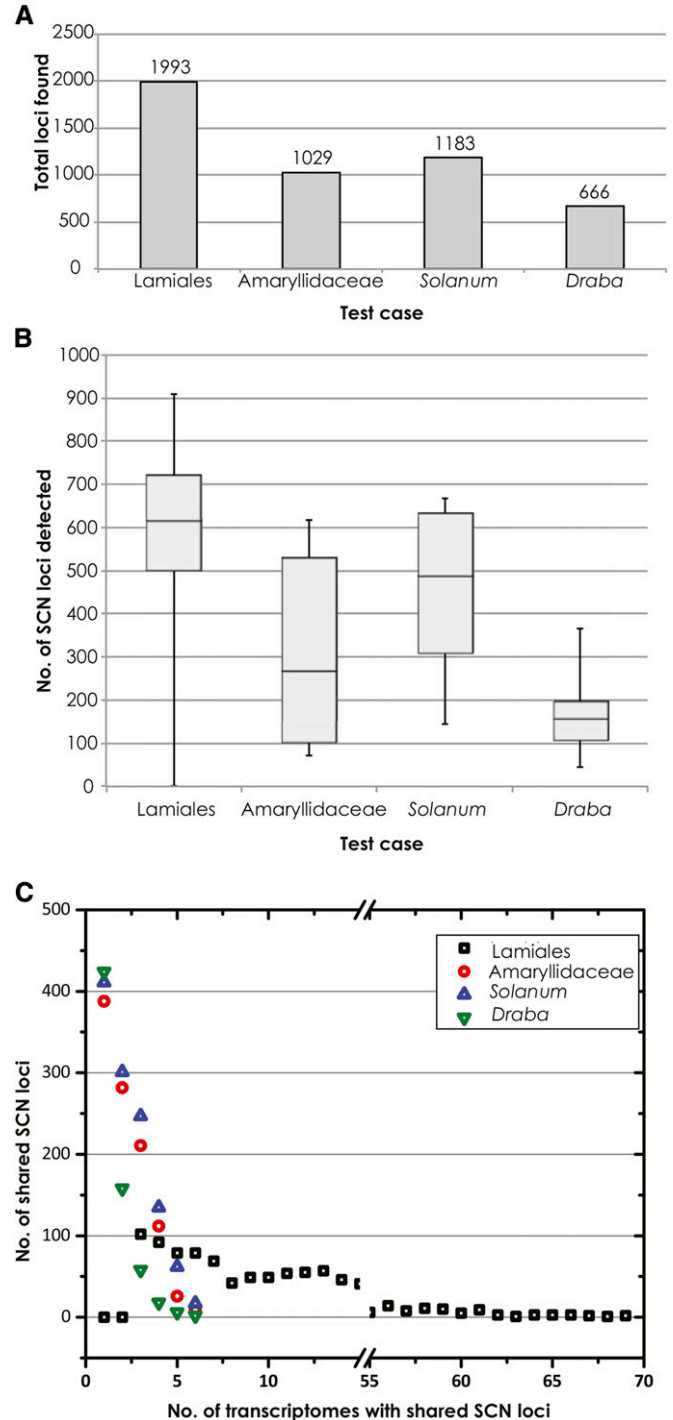 A
Total loci found
2500
2000
1500
1000
500
0
1993
1029
1183
666
Lamiales
Amaryllidaceae
Solanum
Draba
Test case
B
No. of SCN loci detected
1000
900
800
700
600
500
400
300
200
100
0
Lamiales
Amaryllidaceae
Solanum
Draba
Test case
C
No. of shared SCN loci
500
400
300
200
100
0
Lamiales
Amaryllidaceae
Solanum
Draba
0 5 10 55 60 65 70
No. of transcriptomes with shared SCN loci